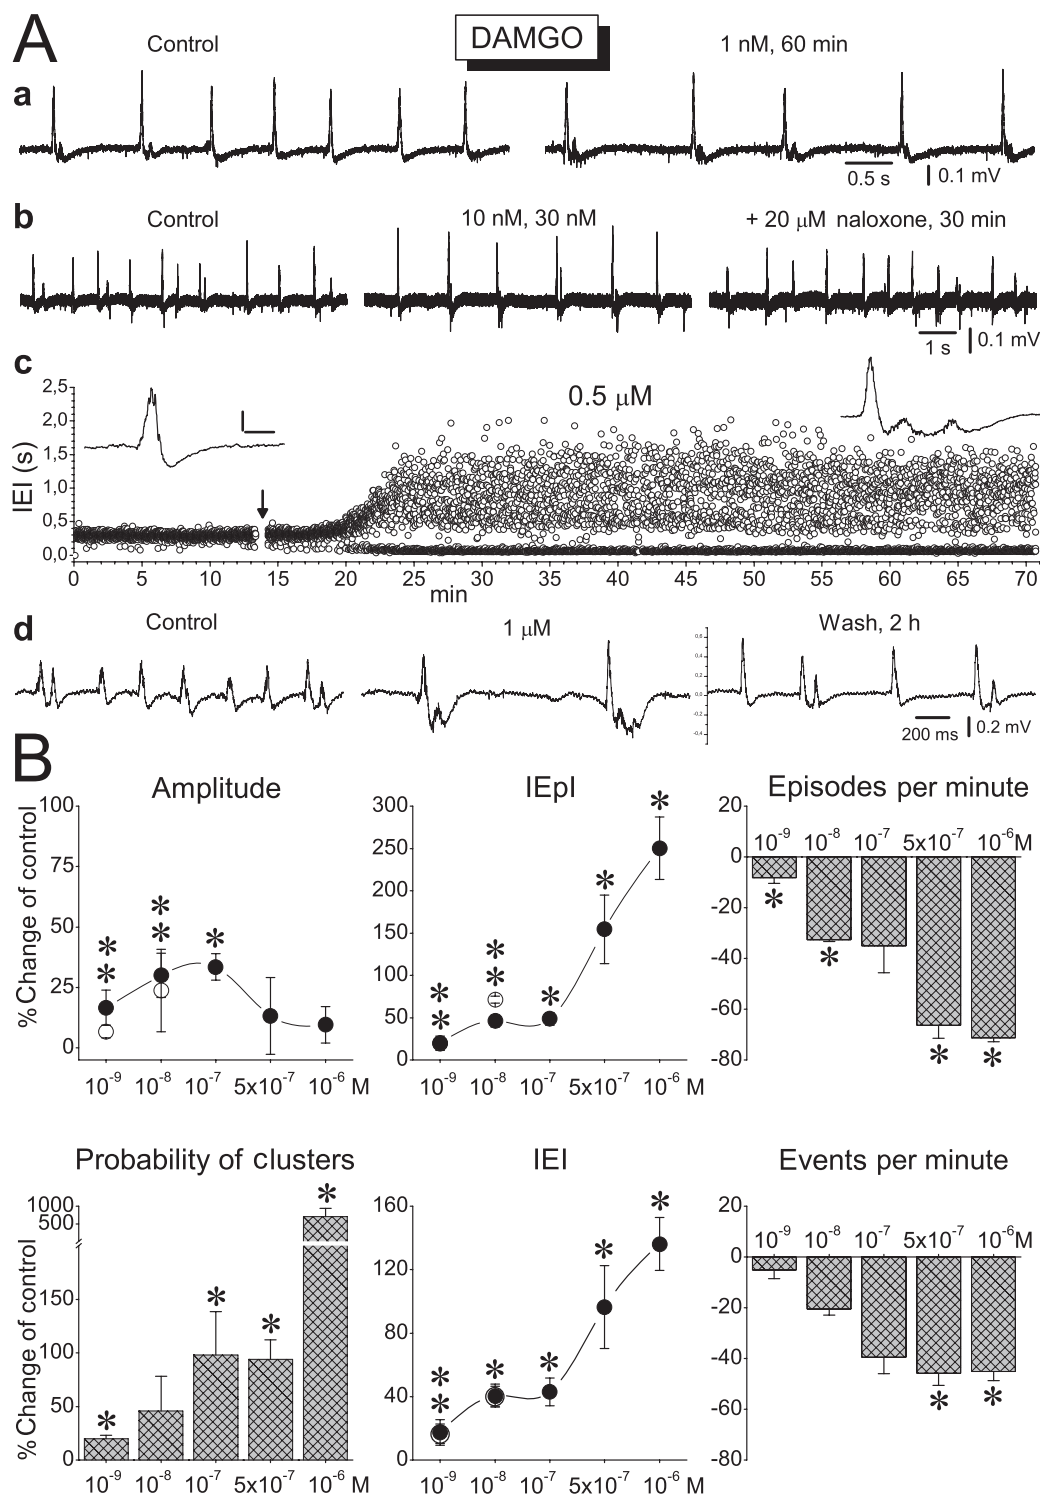 A
DAMGO
Control
1 nM, 60 min
a
0.5 s
0.1 mV
b
Control
10 nM, 30 nM
+ 20 μM naloxone, 30 min
1 s
0.1 mV
c
0.5 μM
IEI (s)
2,5
2,0
1,5
1,0
0,5
0,0
0 5 10 15 20 25 30 35 40 45 50 55 60 65 70
min
d
Control
1 μM
Wash, 2 h
200 ms
0.2 mV
B
Amplitude
% Change of control
100
75
50
25
0
10⁻⁹ 10⁻⁸ 10⁻⁷ 5x10⁻⁷ 10⁻⁶ M
IEpI
300
250
200
150
100
50
0
10⁻⁹ 10⁻⁸ 10⁻⁷ 5x10⁻⁷ 10⁻⁶ M
Episodes per minute
20
10⁻⁹ 10⁻⁸ 10⁻⁷ 5x10⁻⁷ 10⁻⁶M
0
-20
-40
-60
-80
Probability of clusters
% Change of control
1000
500
150
100
50
0
10⁻⁹ 10⁻⁸ 10⁻⁷ 5x10⁻⁷ 10⁻⁶ M
IEI
160
120
80
40
0
10⁻⁹ 10⁻⁸ 10⁻⁷ 5x10⁻⁷ 10⁻⁶ M
Events per minute
20
10⁻⁹ 10⁻⁸ 10⁻⁷ 5x10⁻⁷ 10⁻⁶M
0
-20
-40
-60
-80